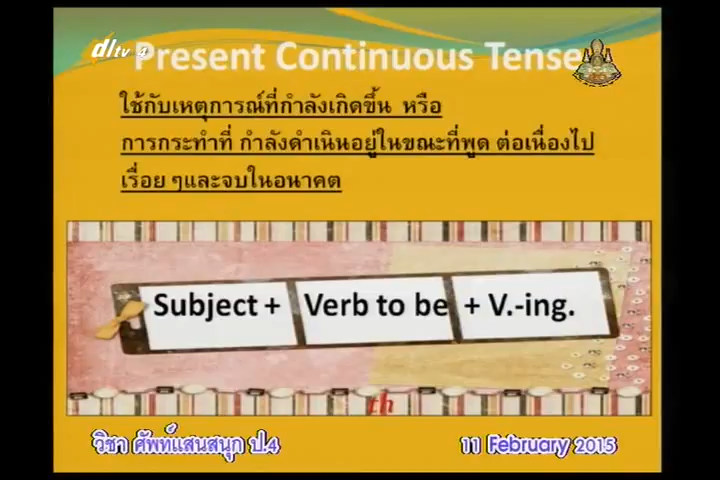 dltv 4
Present Continuous Tense
ใช้กับเหตุการณ์ที่กำลังเกิดขึ้น หรือ
การกระทำที่ กำลังดำเนินอยู่ในขณะที่พูด ต่อเนื่องไป
เรื่อย ๆและจบในอนาคต
Subject + Verb to be + V.-ing.
th
วิชา ศัพท์แสนสนุก ป.4 11 February 2015